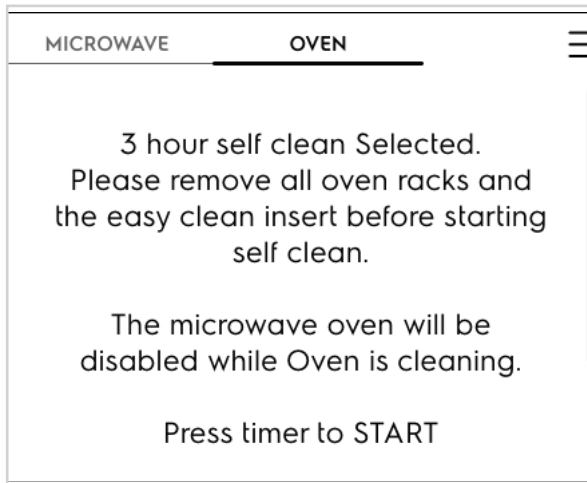 MICROWAVE OVEN
3 hour self clean Selected.
Please remove all oven racks and
the easy clean insert before starting
self clean.
The microwave oven will be
disabled while Oven is cleaning.
Press timer to START